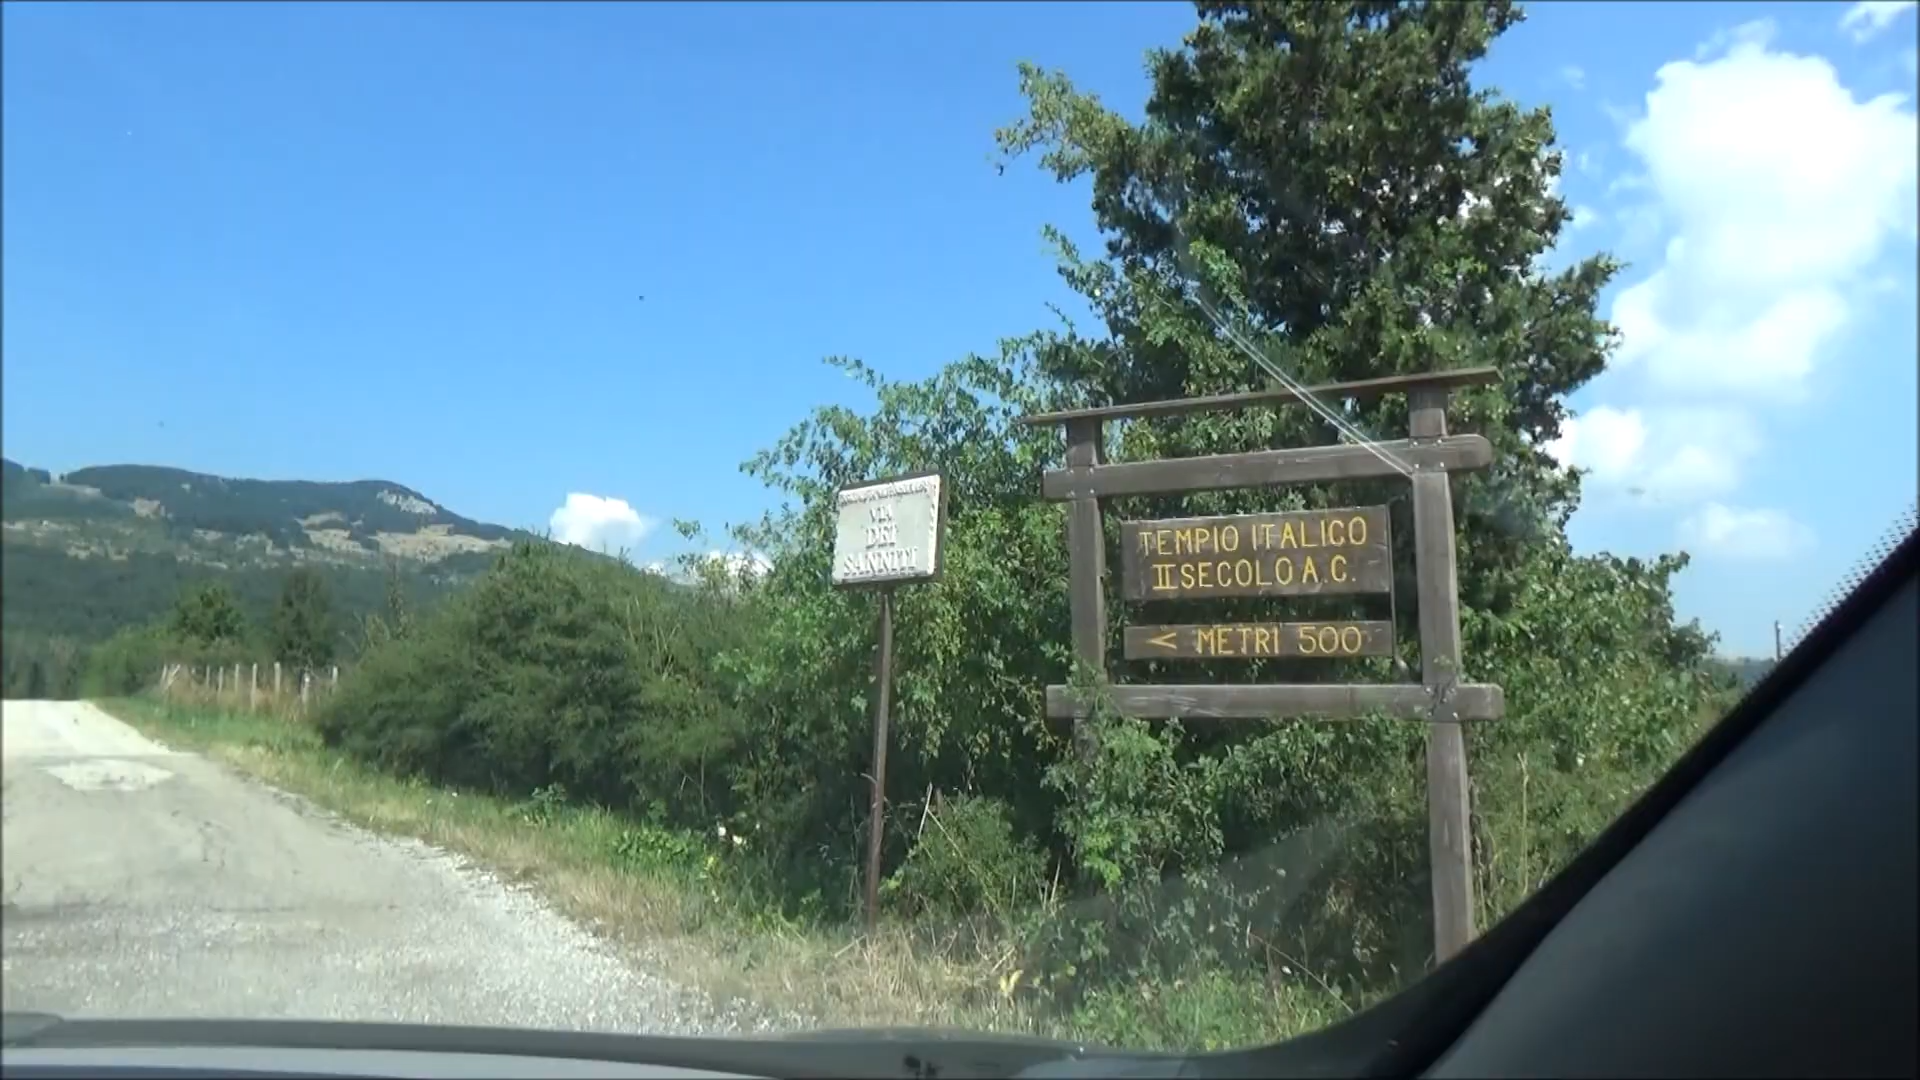 VIA
DEI
SANNITI
TEMPIO ITALICO
II SECOLO A.C.
< METRI 500